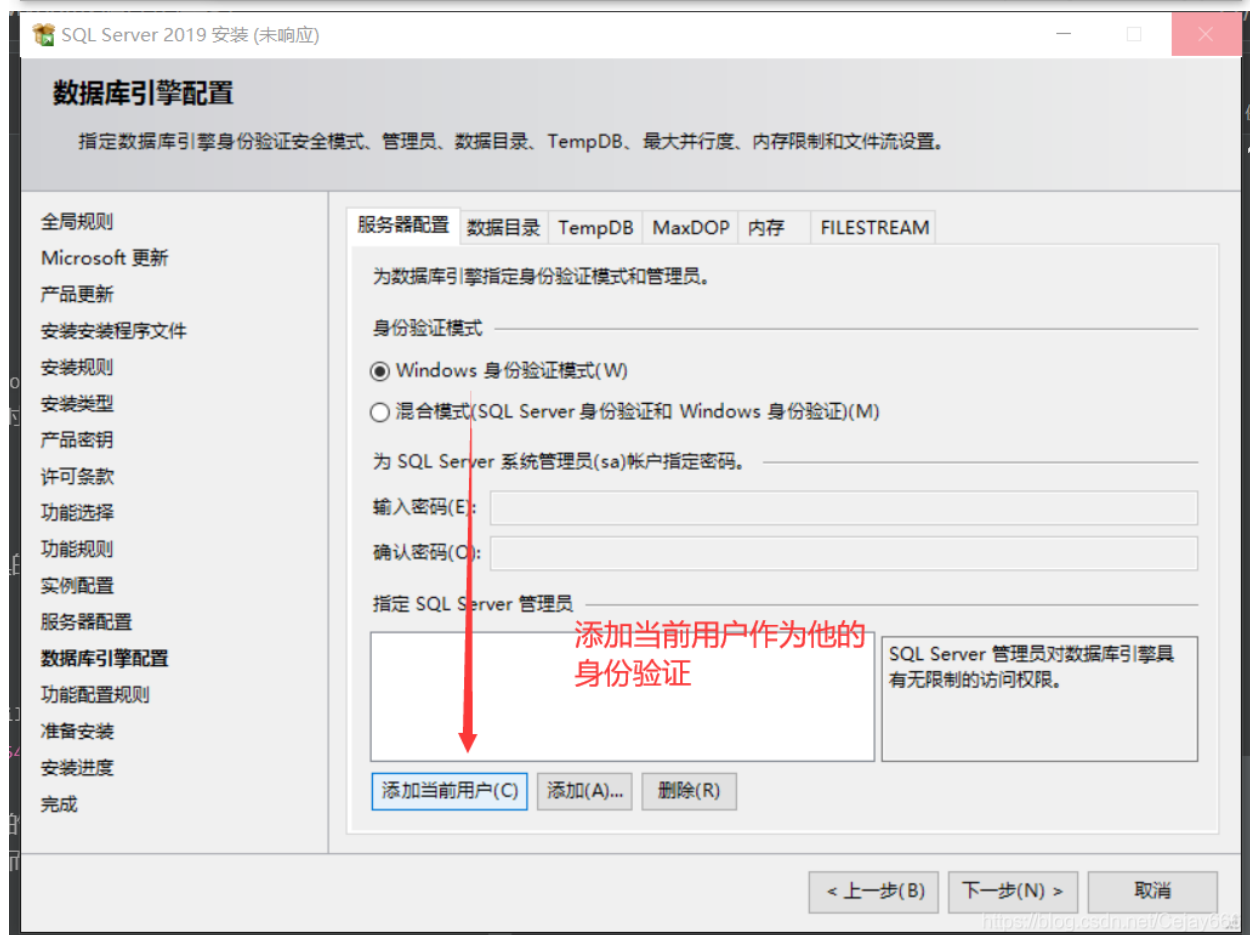 SQL Server 2019 安装 (未响应)
数据库引擎配置
指定数据库引擎身份验证安全模式、管理员、数据目录、TempDB、最大并行度、内存限制和文件流设置。
全局规则
Microsoft 更新
产品更新
安装安装程序文件
安装规则
安装类型
产品密钥
许可条款
功能选择
功能规则
实例配置
服务器配置
数据库引擎配置
功能配置规则
准备安装
安装进度
完成
服务器配置 数据目录 TempDB MaxDOP 内存 FILESTREAM
为数据库引擎指定身份验证模式和管理员。
身份验证模式
Windows 身份验证模式(W)
混合模式(SQL Server 身份验证和 Windows 身份验证)(M)
为 SQL Server 系统管理员(sa)帐户指定密码。
输入密码(E):
确认密码(O):
指定 SQL Server 管理员
添加当前用户作为他的
身份验证
SQL Server 管理员对数据库引擎具
有无限制的访问权限。
添加当前用户(C) 添加(A)... 删除(R)
< 上一步(B) 下一步(N) > 取消